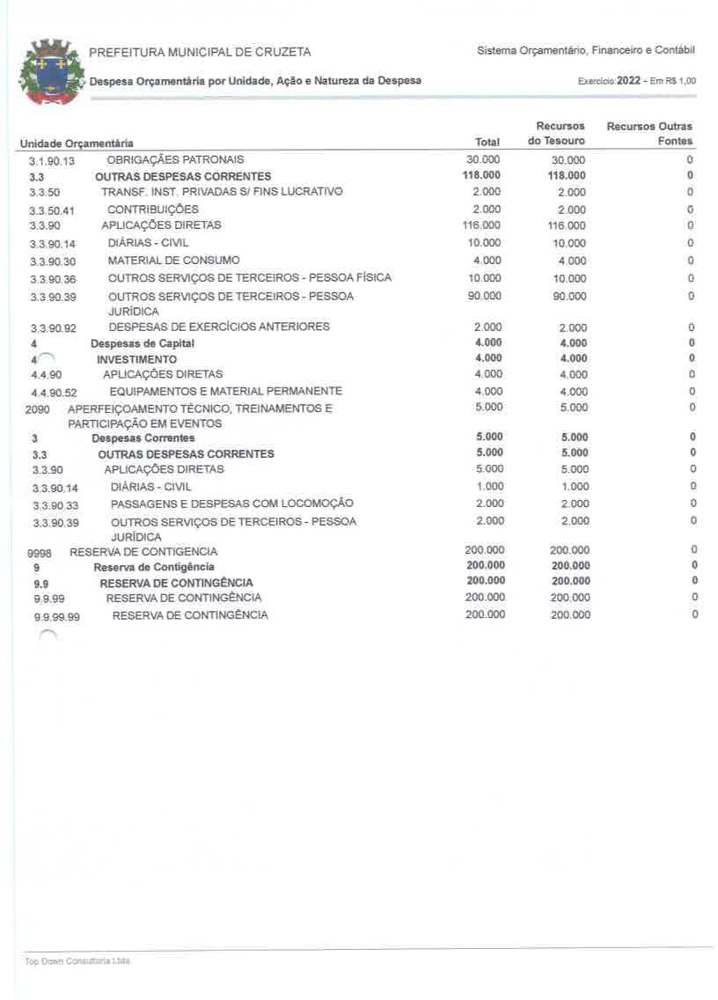 PREFEITURA MUNICIPAL DE CRUZETA Sistema Orçamentário, Financeiro e Contábil
Despesa Orçamentária por Unidade, Ação e Natureza da Despesa Exercício: 2022 - Em R$ 1,00
Recursos Recursos Outras
Unidade Orçamentária Total do Tesouro Fontes
3.1.90.13 OBRIGAÇÃES PATRONAIS 30.000 30.000 0
3.3 OUTRAS DESPESAS CORRENTES 118.000 118.000 0
3.3.50 TRANSF. INST. PRIVADAS S/ FINS LUCRATIVO 2.000 2.000 0
3.3.50.41 CONTRIBUIÇÕES 2.000 2.000 0
3.3.90 APLICAÇÕES DIRETAS 116.000 116.000 0
3.3.90.14 DIÁRIAS - CIVIL 10.000 10.000 0
3.3.90.30 MATERIAL DE CONSUMO 4.000 4.000 0
3.3.90.36 OUTROS SERVIÇOS DE TERCEIROS - PESSOA FÍSICA 10.000 10.000 0
3.3.90.39 OUTROS SERVIÇOS DE TERCEIROS - PESSOA 90.000 90.000 0
JURÍDICA
3.3.90.92 DESPESAS DE EXERCÍCIOS ANTERIORES 2.000 2.000 0
4 Despesas de Capital 4.000 4.000 0
4 INVESTIMENTO 4.000 4.000 0
4.4.90 APLICAÇÕES DIRETAS 4.000 4.000 0
4.4.90.52 EQUIPAMENTOS E MATERIAL PERMANENTE 4.000 4.000 0
2090 APERFEIÇOAMENTO TÉCNICO, TREINAMENTOS E 5.000 5.000 0
PARTICIPAÇÃO EM EVENTOS
3 Despesas Correntes 5.000 5.000 0
3.3 OUTRAS DESPESAS CORRENTES 5.000 5.000 0
3.3.90 APLICAÇÕES DIRETAS 5.000 5.000 0
3.3.90.14 DIÁRIAS - CIVIL 1.000 1.000 0
3.3.90.33 PASSAGENS E DESPESAS COM LOCOMOÇÃO 2.000 2.000 0
3.3.90.39 OUTROS SERVIÇOS DE TERCEIROS - PESSOA 2.000 2.000 0
JURÍDICA
9998 RESERVA DE CONTIGENCIA 200.000 200.000 0
9 Reserva de Contigência 200.000 200.000 0
9.9 RESERVA DE CONTINGÊNCIA 200.000 200.000 0
9.9.99 RESERVA DE CONTINGÊNCIA 200.000 200.000 0
9.9.99.99 RESERVA DE CONTINGÊNCIA 200.000 200.000 0
Top Down Consultoria Ltda